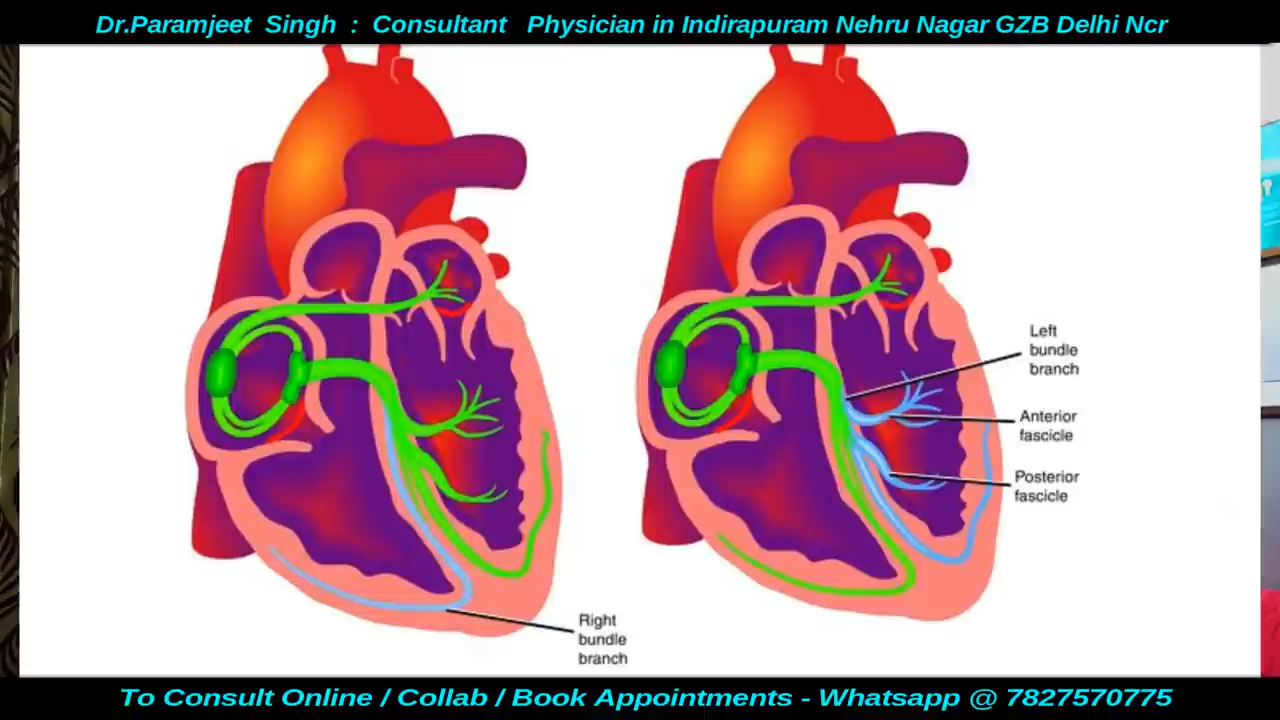 Dr.Paramjeet Singh : Consultant Physician in Indirapuram Nehru Nagar GZB Delhi Ncr
Left
bundle
branch
Anterior
fascicle
Posterior
fascicle
Right
bundle
branch
To Consult Online / Collab / Book Appointments - Whatsapp @ 7827570775